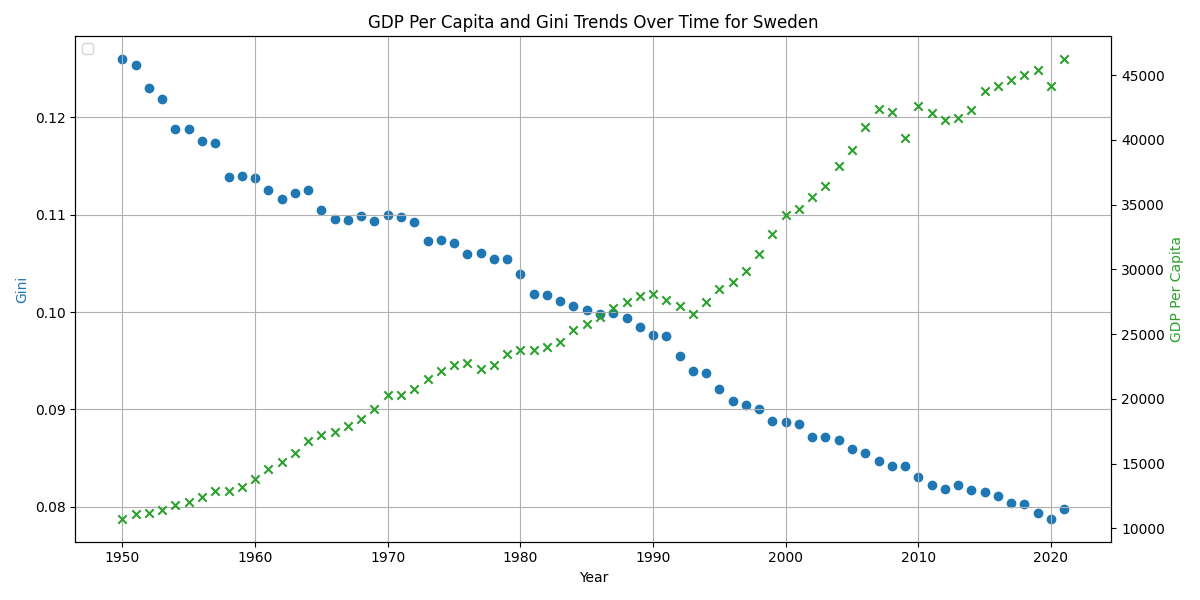 GDP Per Capita and Gini Trends Over Time for Sweden
Gini
0.12
0.11
0.10
0.09
0.08
45000
40000
35000
30000
25000
20000
15000
10000
GDP Per Capita
1950 1960 1970 1980 1990 2000 2010 2020
Year